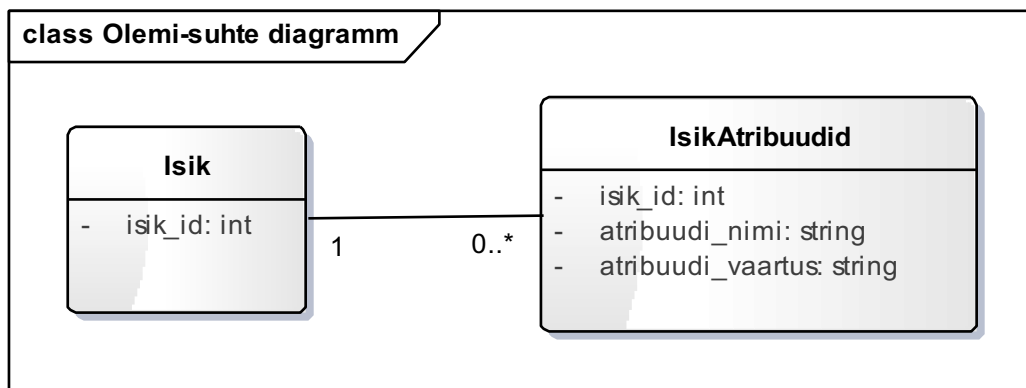 class Olemi-suhte diagramm
Isik
- isik_id: int
1
0..*
IsikAtribuudid
- isik_id: int
- atribuudi_nimi: string
- atribuudi_vaartus: string